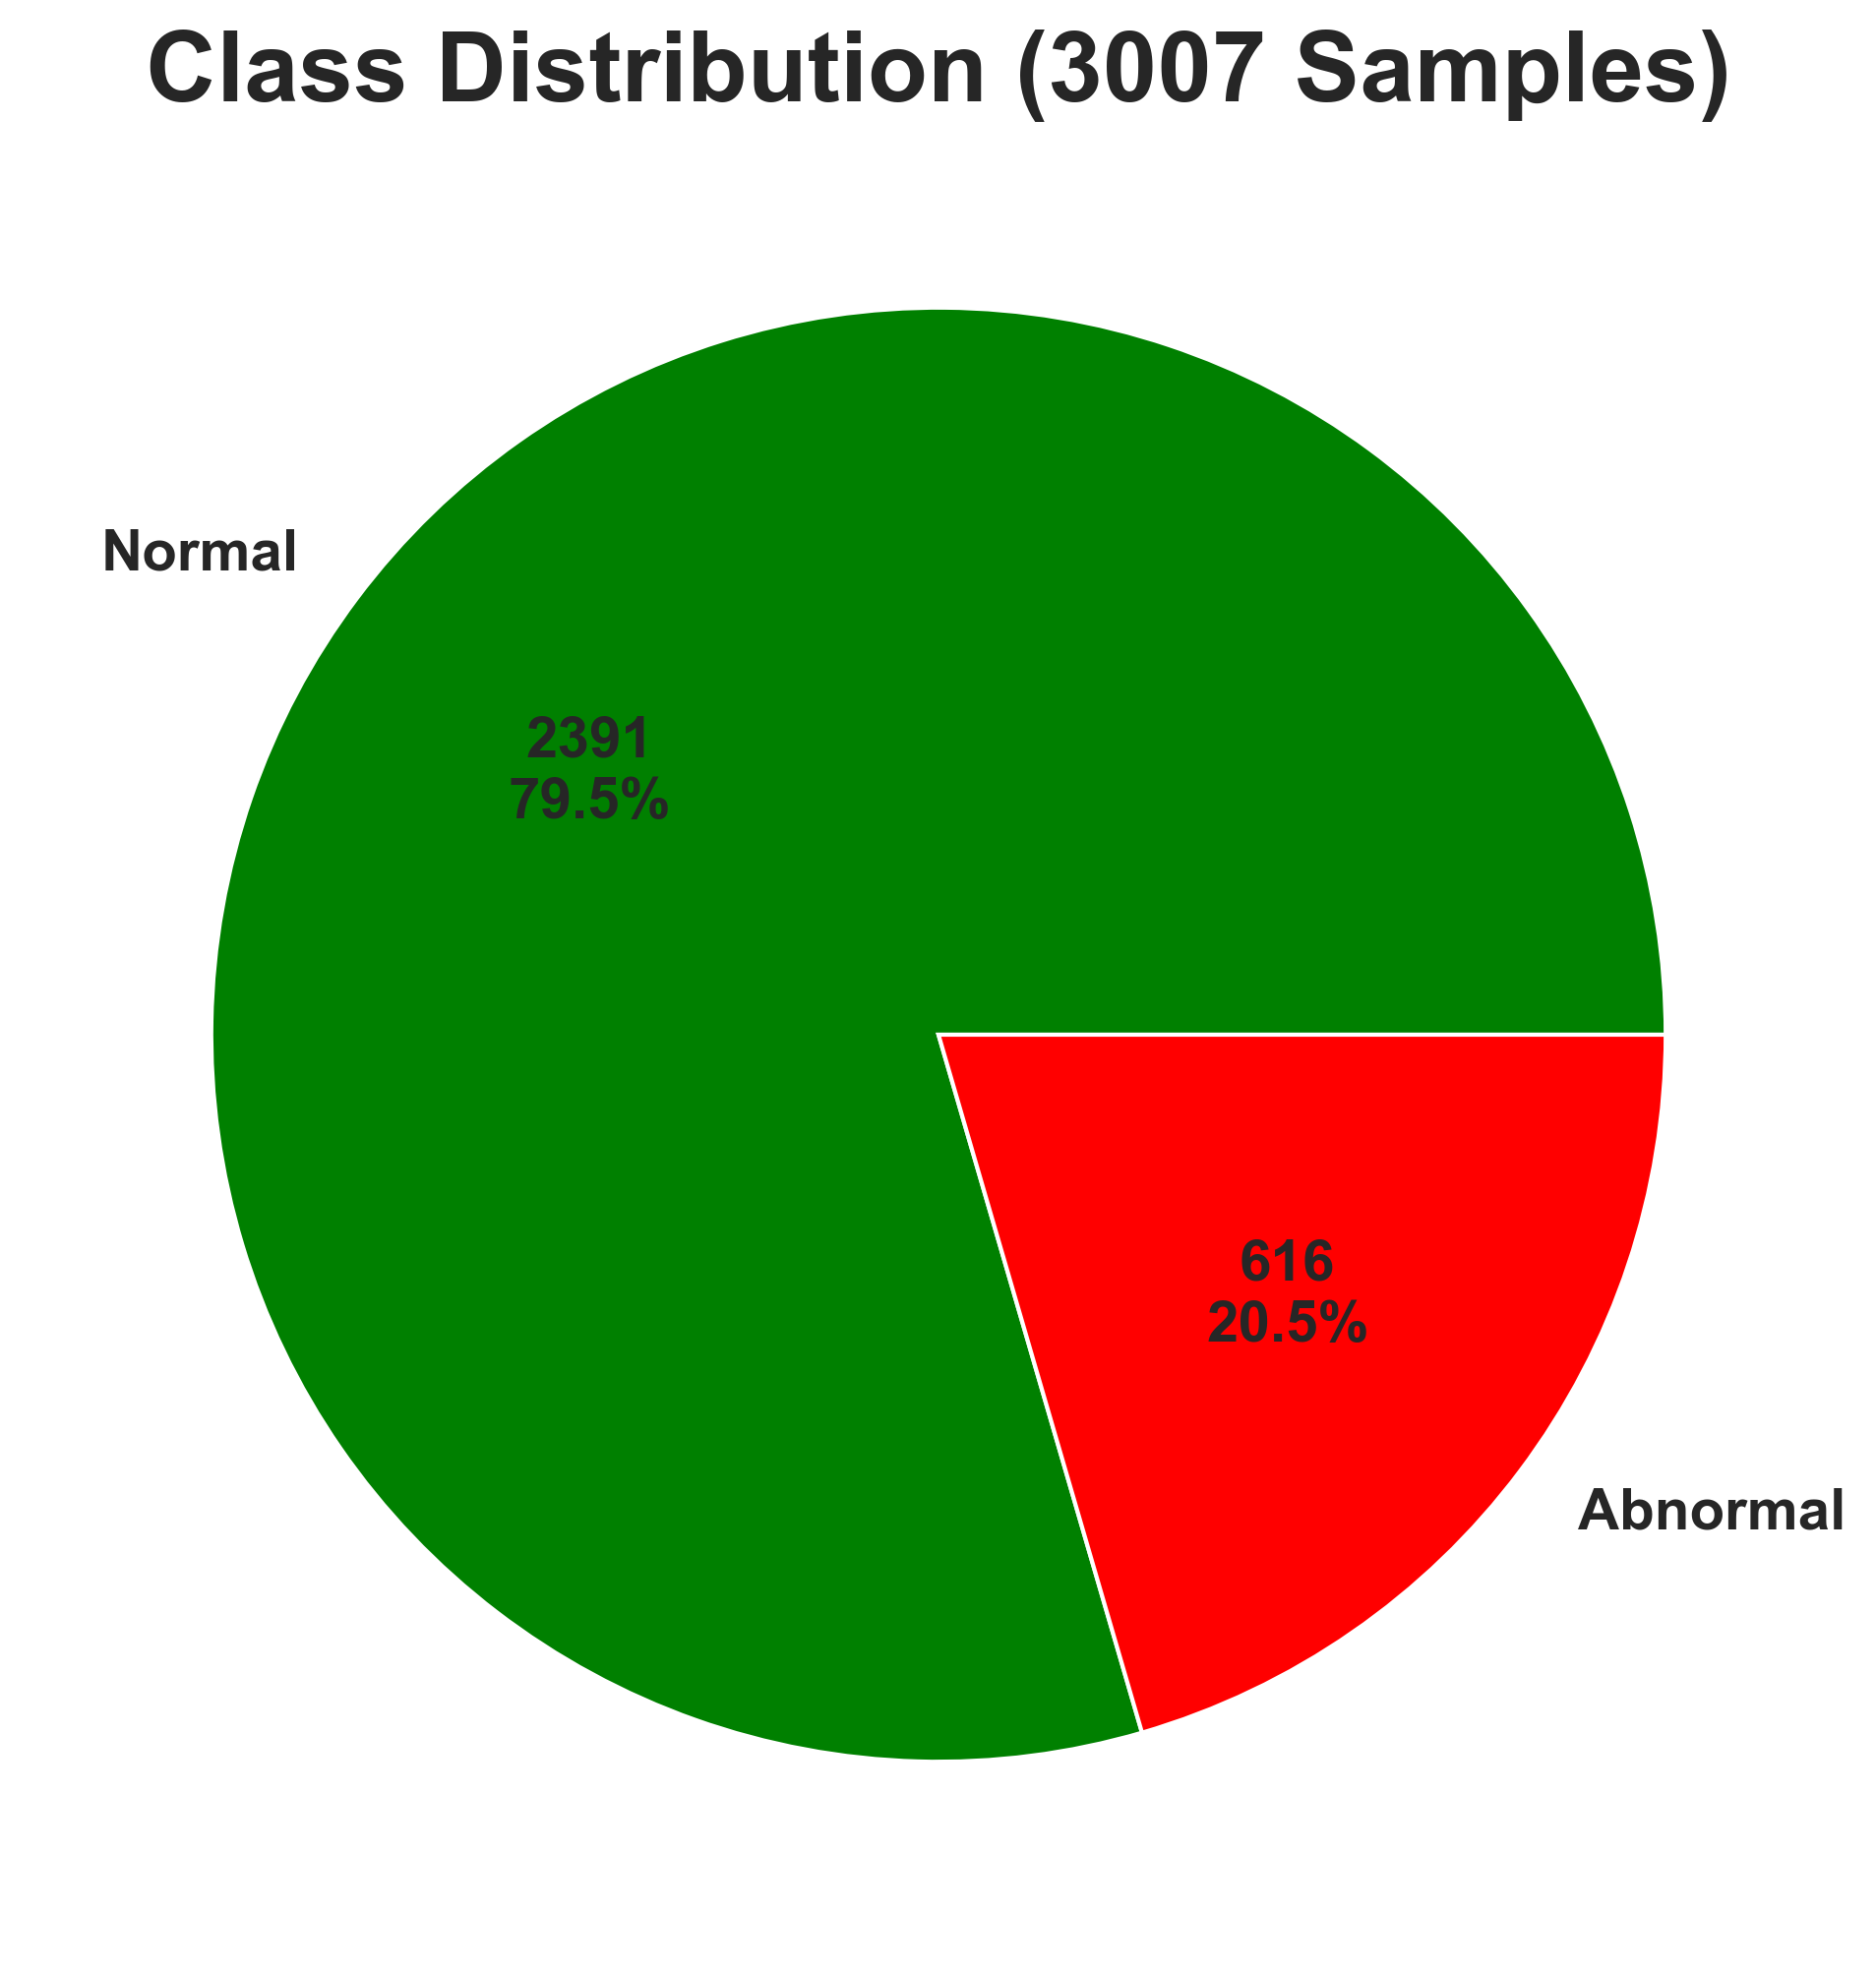 Class Distribution (3007 Samples)
Normal
2391
79.5%
616
20.5%
Abnormal